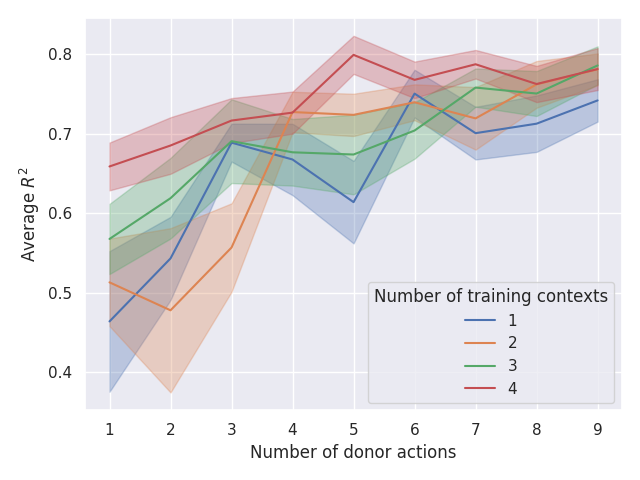 0.8
0.7
0.6
0.5
0.4
Average R²
1 2 3 4 5 6 7 8 9
Number of donor actions
Number of training contexts
1
2
3
4